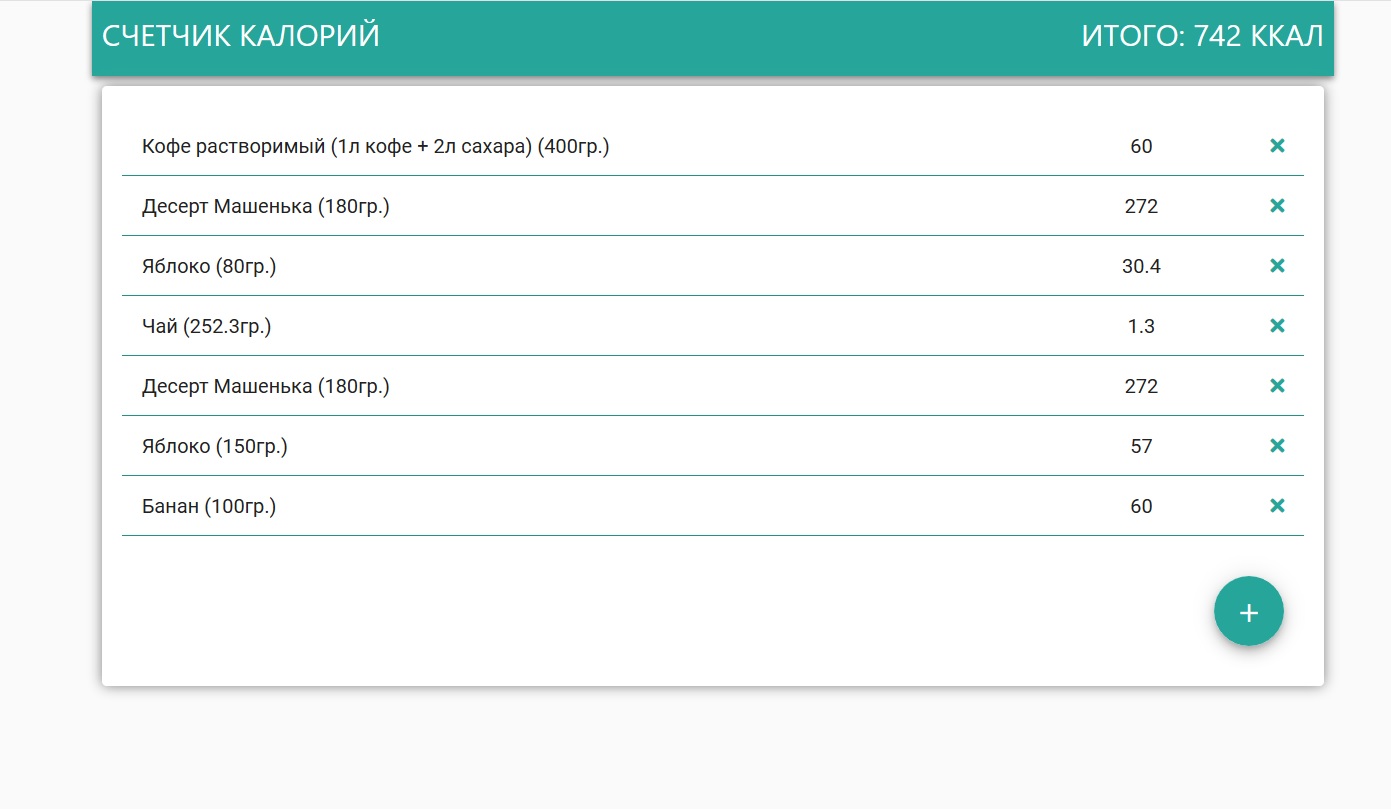 СЧЕТЧИК КАЛОРИЙ ИТОГО: 742 ККАЛ
Кофе растворимый (1л кофе + 2л сахара) (400гр.) 60
Десерт Машенька (180гр.) 272
Яблоко (80гр.) 30.4
Чай (252.3гр.) 1.3
Десерт Машенька (180гр.) 272
Яблоко (150гр.) 57
Банан (100гр.) 60
+